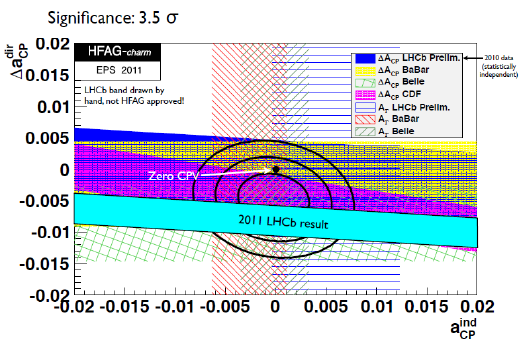 Significance: 3.5 σ
Δa_CP^dir
0.02
0.015
0.01
0.005
0
-0.005
-0.01
-0.015
-0.02
HFAG-charm
EPS 2011
LHCb band drawn by
hand, not HFAG approved!
ΔA_CP LHCb Prelim.
ΔA_CP BaBar
ΔA_CP Belle
ΔA_CP CDF
A_Γ LHCb Prelim.
A_Γ BaBar
A_Γ Belle
2010 data
(statistically
independent)
Zero CPV
2011 LHCb result
-0.02 -0.015 -0.01 -0.005 0 0.005 0.01 0.015 0.02
a_CP^ind